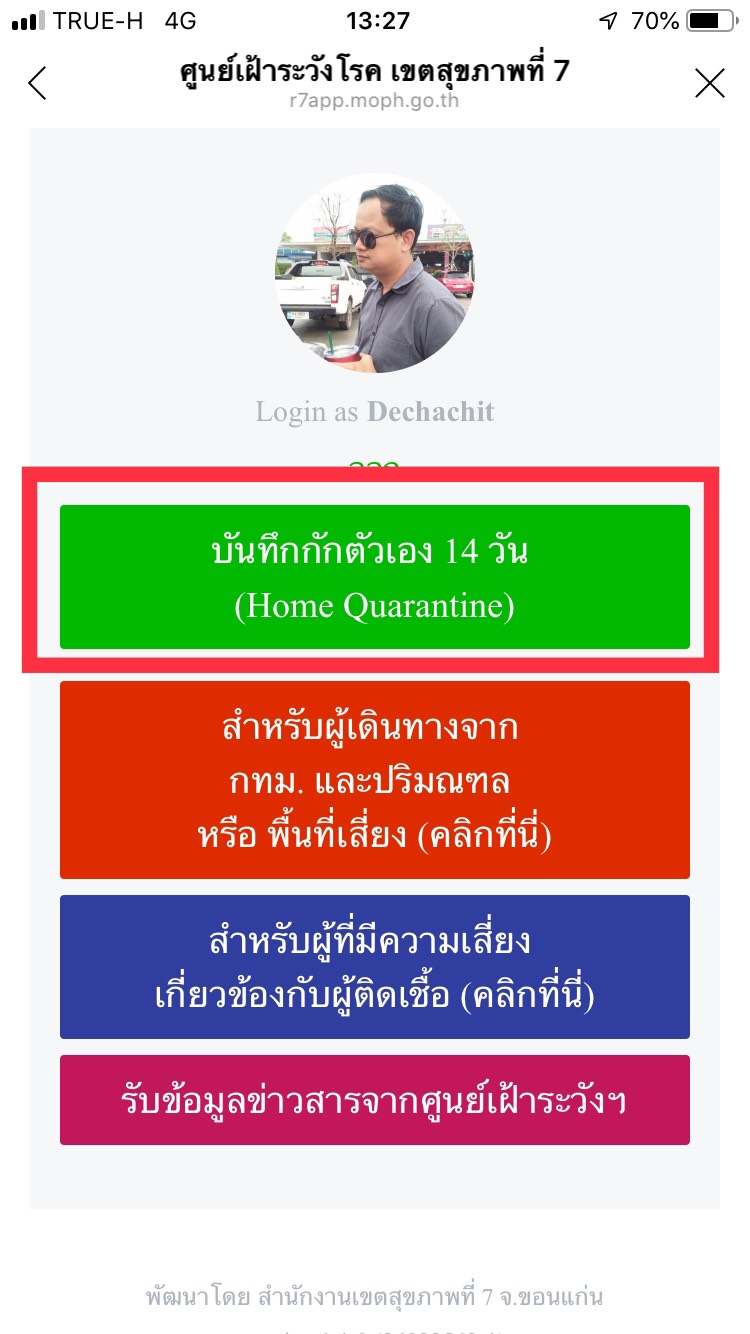 TRUE-H 4G 13:27 70%
ศูนย์เฝ้าระวังโรค เขตสุขภาพที่ 7
r7app.moph.go.th
Login as Dechachit
บันทึกกักตัวเอง 14 วัน
(Home Quarantine)
สำหรับผู้เดินทางจาก
กทม. และปริมณฑล
หรือ พื้นที่เสี่ยง (คลิกที่นี่)
สำหรับผู้ที่มีความเสี่ยง
เกี่ยวข้องกับผู้ติดเชื้อ (คลิกที่นี่)
รับข้อมูลข่าวสารจากศูนย์เฝ้าระวังฯ
พัฒนาโดย สำนักงานเขตสุขภาพที่ 7 จ.ขอนแก่น